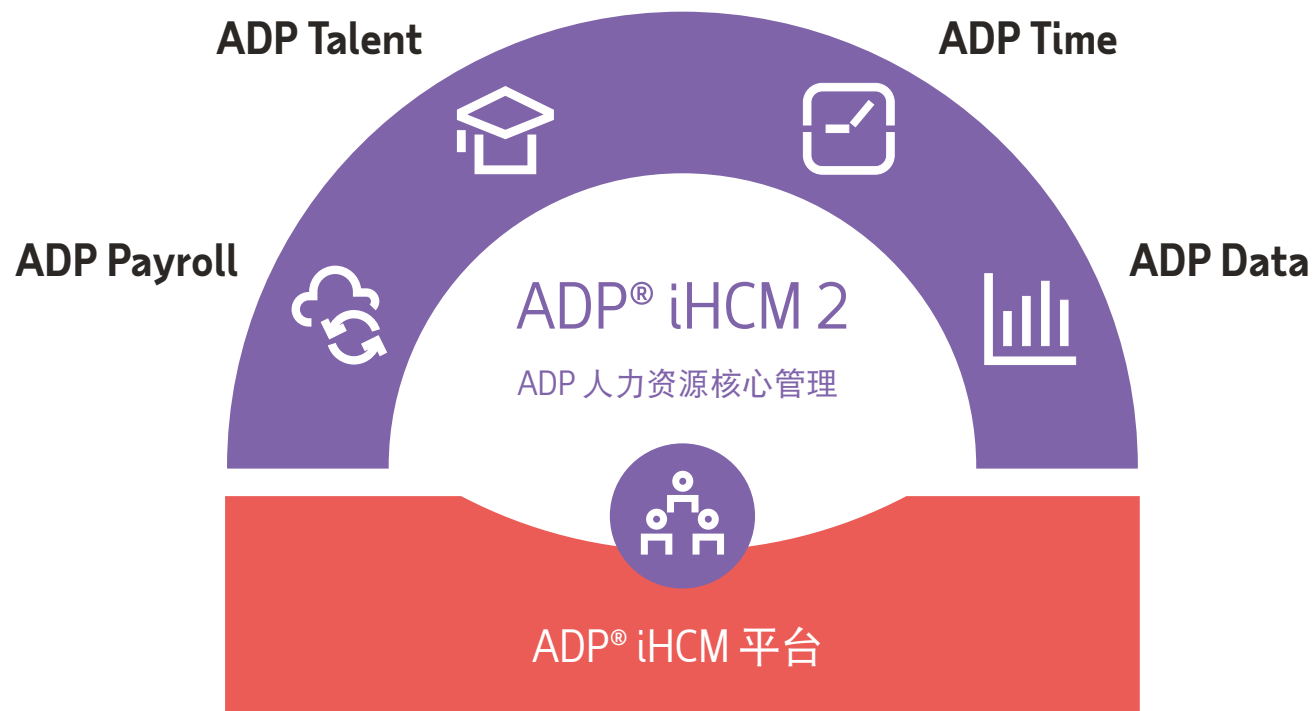 ADP Talent
ADP Time
ADP Payroll
ADP Data
ADP® iHCM 2
ADP 人力资源核心管理
ADP® iHCM 平台